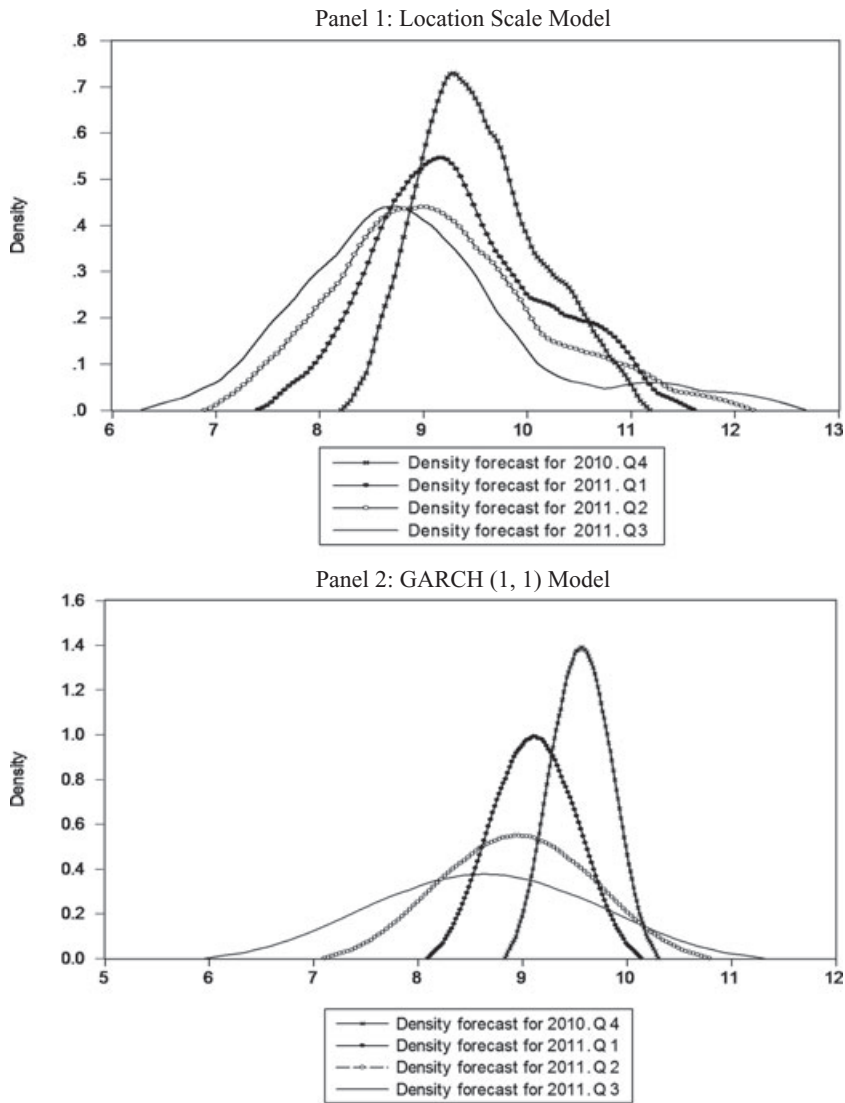 Panel 1: Location Scale Model
.8
.7
.6
.5
.4
.3
.2
.1
.0
Density
6 7 8 9 10 11 12 13
Density forecast for 2010.Q4
Density forecast for 2011.Q1
Density forecast for 2011.Q2
Density forecast for 2011.Q3
Panel 2: GARCH (1, 1) Model
1.6
1.4
1.2
1.0
0.8
0.6
0.4
0.2
0.0
Density
5 6 7 8 9 10 11 12
Density forecast for 2010.Q4
Density forecast for 2011.Q1
Density forecast for 2011.Q2
Density forecast for 2011.Q3